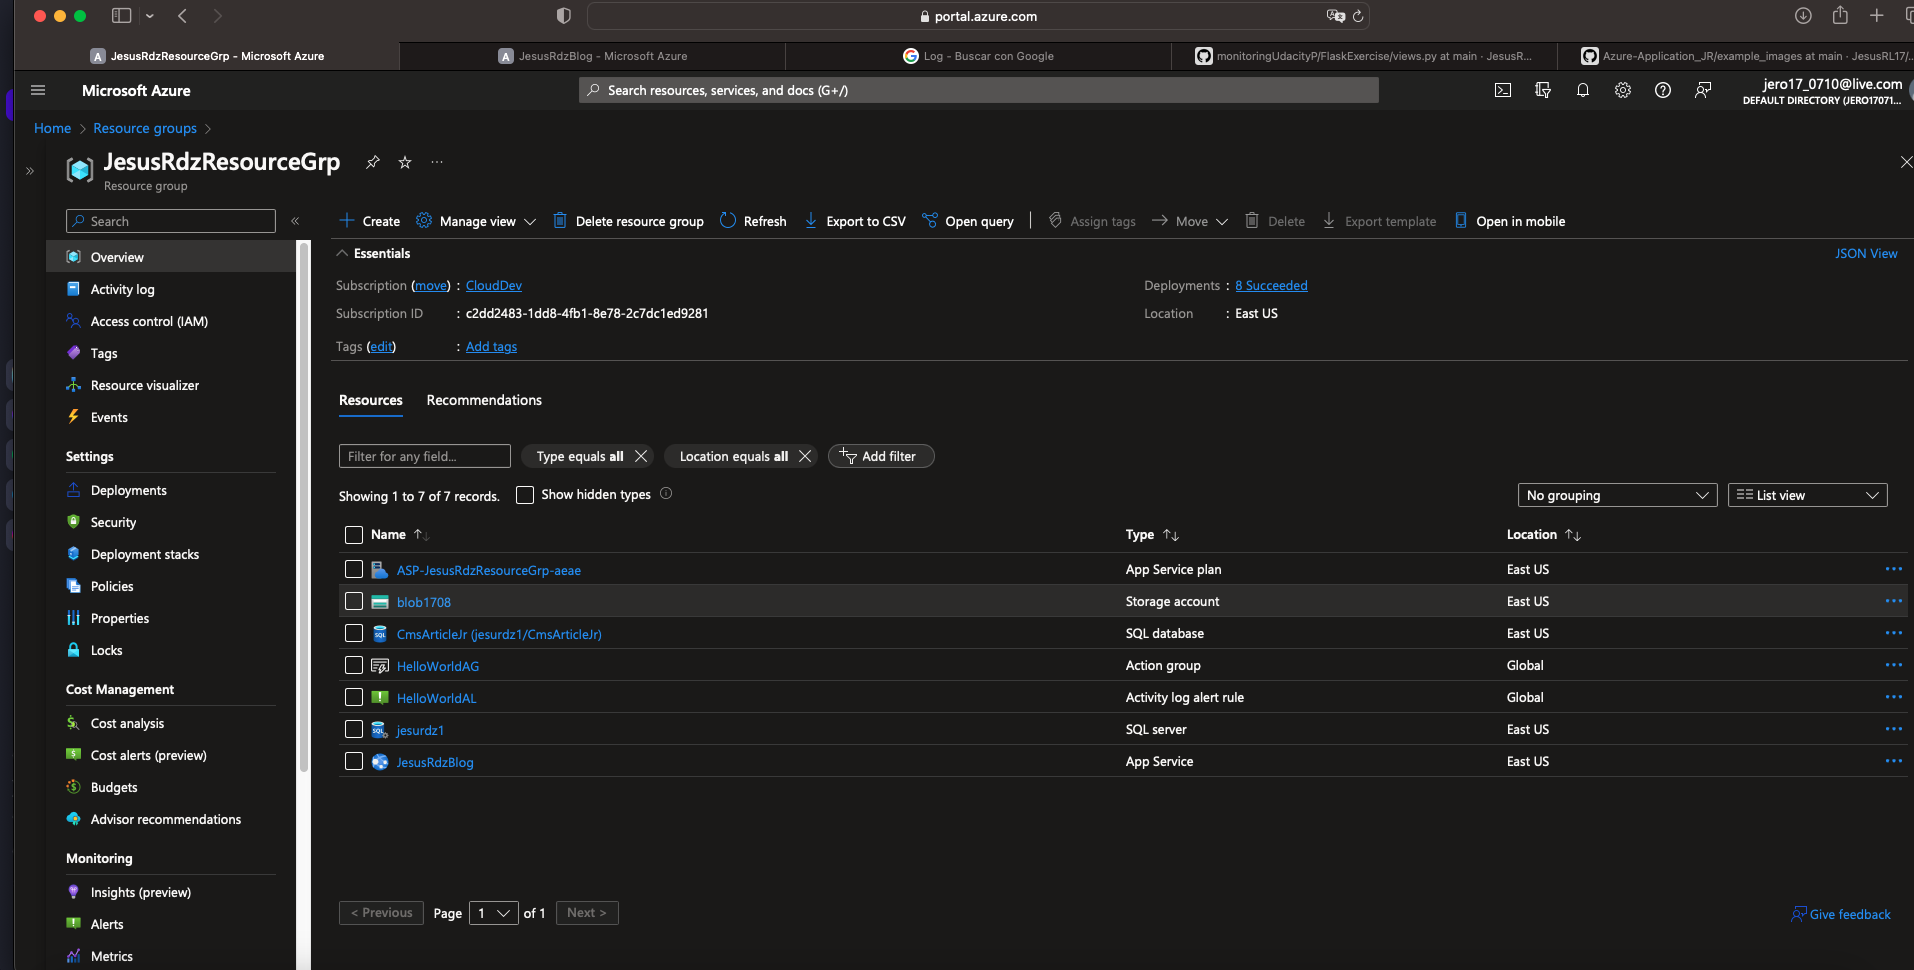 portal.azure.com
JesusRdzResourceGrp - Microsoft Azure
JesusRdzBlog - Microsoft Azure
Log - Buscar con Google
monitoringUdacityP/FlaskExercise/views.py at main · JesusR...
Azure-Application_JR/example_images at main · JesusRL17/...
Microsoft Azure
Search resources, services, and docs (G+/)
jero17_0710@live.com
DEFAULT DIRECTORY (JERO17071...
Home > Resource groups >
JesusRdzResourceGrp
Resource group
Search
Create
Manage view
Delete resource group
Refresh
Export to CSV
Open query
Assign tags
Move
Delete
Export template
Open in mobile
Overview
Activity log
Access control (IAM)
Tags
Resource visualizer
Events
Settings
Deployments
Security
Deployment stacks
Policies
Properties
Locks
Cost Management
Cost analysis
Cost alerts (preview)
Budgets
Advisor recommendations
Monitoring
Insights (preview)
Alerts
Metrics
Essentials
JSON View
Subscription (move) : CloudDev
Deployments : 8 Succeeded
Subscription ID : c2dd2483-1dd8-4fb1-8e78-2c7dc1ed9281
Location : East US
Tags (edit) : Add tags
Resources
Recommendations
Filter for any field...
Type equals all
Location equals all
Add filter
Showing 1 to 7 of 7 records.
Show hidden types
No grouping
List view
Name Type Location
ASP-JesusRdzResourceGrp-aeae App Service plan East US
blob1708 Storage account East US
CmsArticleJr (jesurdz1/CmsArticleJr) SQL database East US
HelloWorldAG Action group Global
HelloWorldAL Activity log alert rule Global
jesurdz1 SQL server East US
JesusRdzBlog App Service East US
< Previous
Page 1 of 1
Next >
Give feedback